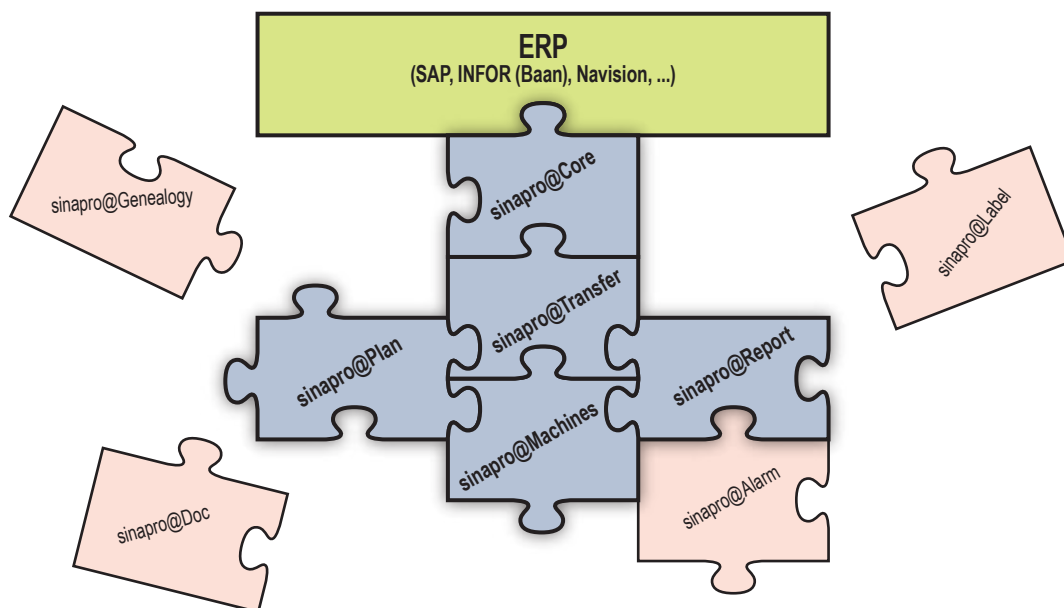 ERP
(SAP, INFOR (Baan), Navision, ...)
sinapro@Core
sinapro@Genealogy
sinapro@Label
sinapro@Transfer
sinapro@Plan
sinapro@Report
sinapro@Machines
sinapro@Doc
sinapro@Alarm